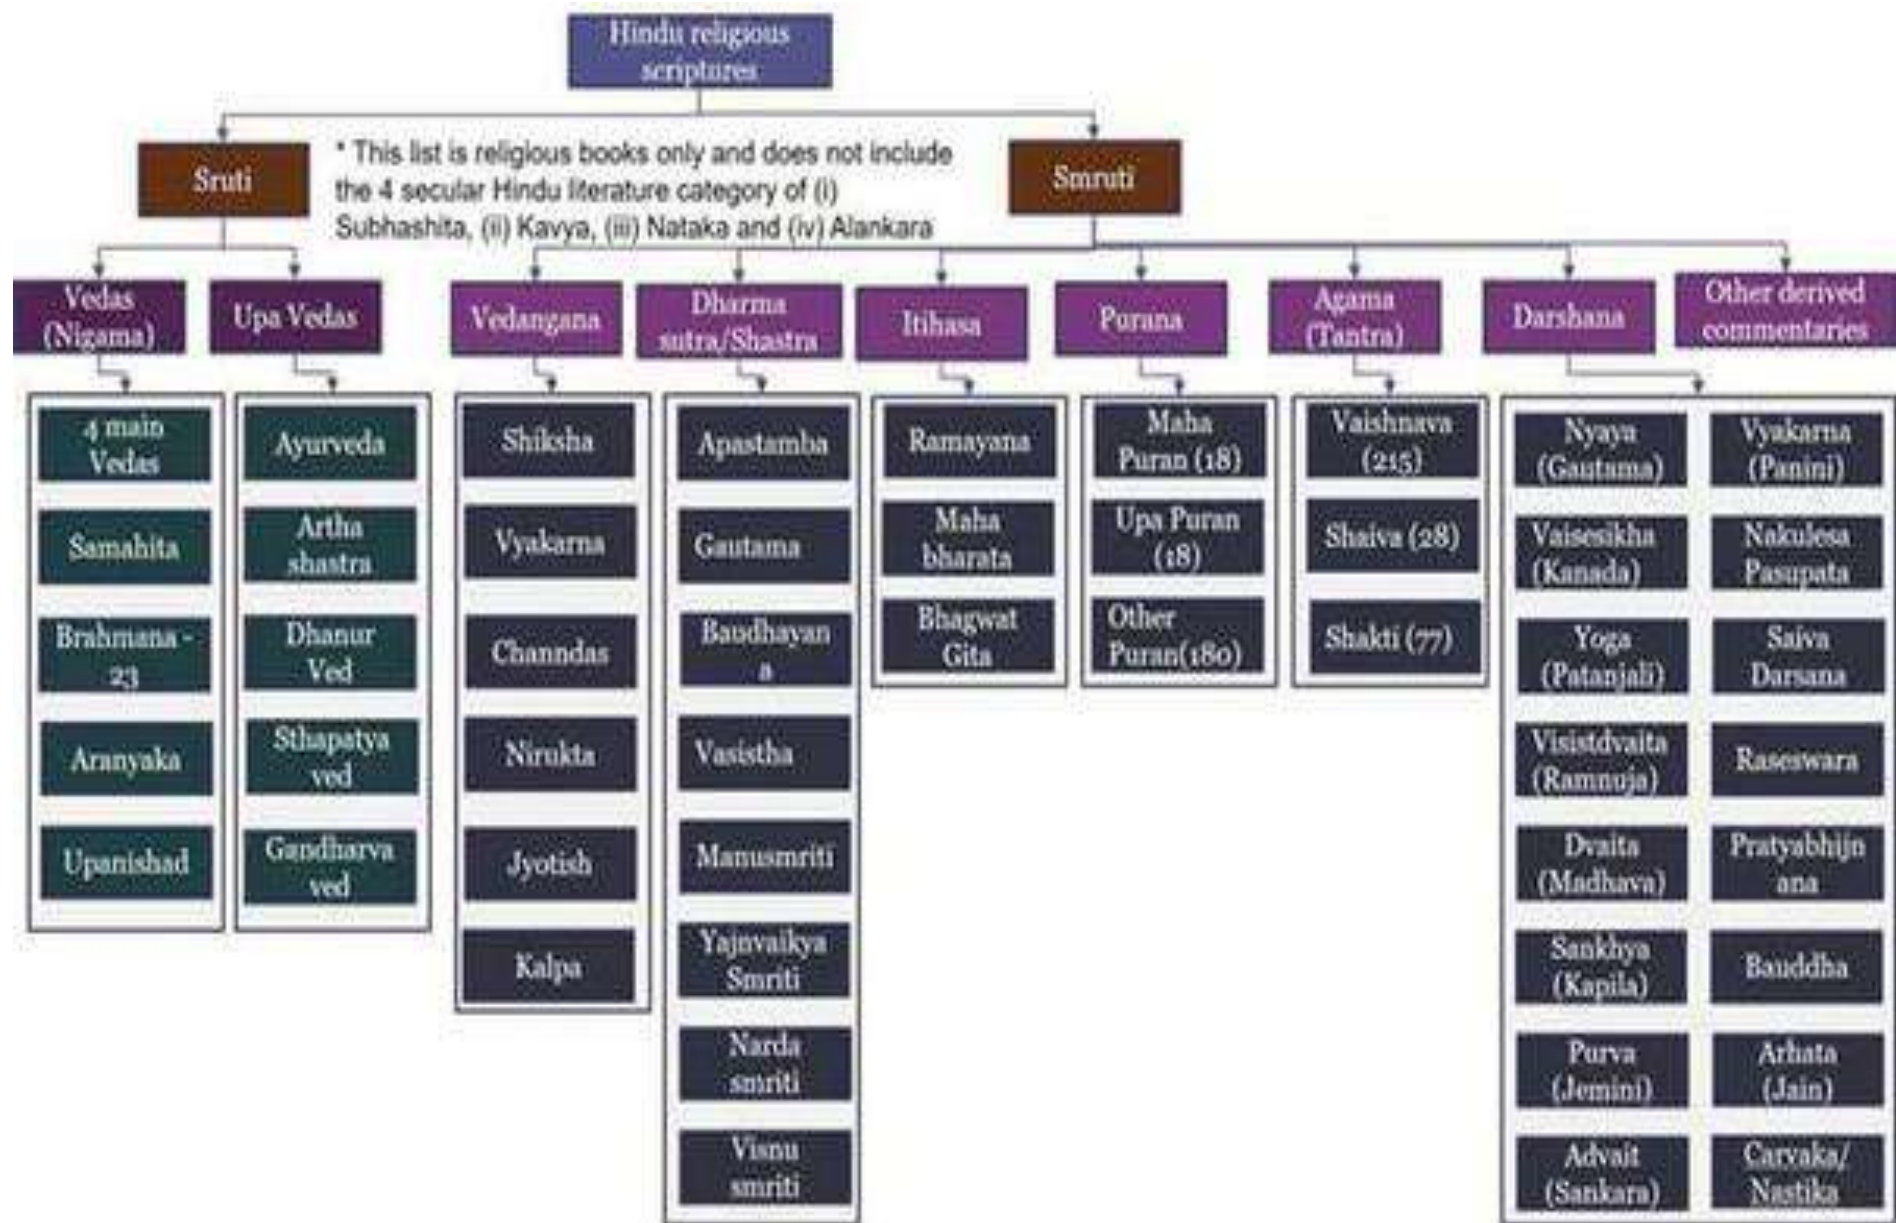 Hindu religious
scriptures
Sruti
* This list is religious books only and does not include
the 4 secular Hindu literature category of (i)
Subhashita, (ii) Kavya, (iii) Nataka and (iv) Alankara
Smruti
Vedas
(Nigama)
Upa Vedas
Vedangana
Dharma
sutra/Shastra
Itihasa
Purana
Agama
(Tantra)
Darshana
Other derived
commentaries
4 main
Vedas
Samahita
Brahmana -
23
Aranyaka
Upanishad
Ayurveda
Artha
shastra
Dhanur
Ved
Sthapatya
ved
Gandharva
ved
Shiksha
Vyakarna
Channdas
Nirukta
Jyotish
Kalpa
Apastamba
Gautama
Baudhayan
a
Vasistha
Manusmriti
Yajnvaikya
Smriti
Narda
smriti
Visnu
smriti
Ramayana
Maha
bharata
Bhagwat
Gita
Maha
Puran (18)
Upa Puran
(18)
Other
Puran(180)
Vaishnava
(215)
Shaiva (28)
Shakti (77)
Nyaya
(Gautama)
Vaisesikha
(Kanada)
Yoga
(Patanjali)
Visistdvaita
(Ramnuja)
Dvaita
(Madhava)
Sankhya
(Kapila)
Purva
(Jemini)
Advait
(Sankara)
Vyakarna
(Panini)
Nakulesa
Pasupata
Saiva
Darsana
Raseswara
Pratyabhijn
ana
Bauddha
Arhata
(Jain)
Carvaka/
Nastika